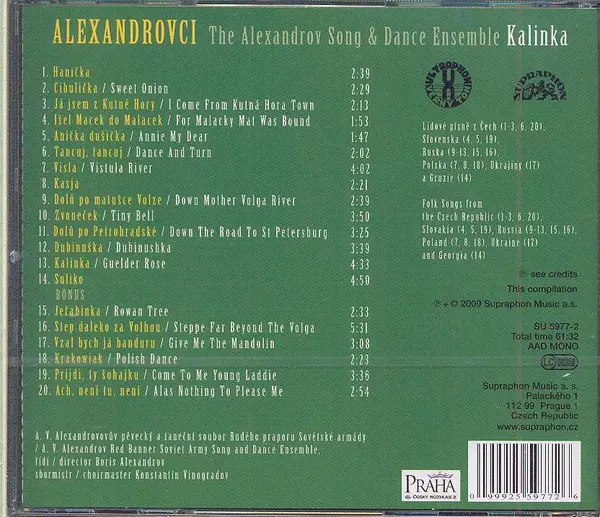 ALEXANDROVCI The Alexandrov Song & Dance Ensemble Kalinka
1. Hanička 2:39
2. Cibulička / Sweet Onion 2:29
3. Já jsem z Kutné Hory / I Come From Kutná Hora Town 2:13
4. Išel Macek do Malacek / For Malacky Mat Was Bound 1:53
5. Anička dušička / Annie My Dear 1:47
6. Tancuj, tancuj / Dance And Turn 2:02
7. Visla / Vistula River 4:02
8. Kasja 2:21
9. Dolů po matušce Volze / Down Mother Volga River 2:39
10. Zvoneček / Tiny Bell 3:50
11. Dolů po Petrohradské / Down The Road To St Petersburg 3:25
12. Dubinuška / Dubinushka 3:39
13. Kalinka / Guelder Rose 4:33
14. Suliko 4:50
BONUS
15. Jeřabinka / Rowan Tree 2:33
16. Step daleko za Volhou / Steppe Far Beyond The Volga 5:31
17. Vzal bych já banduru / Give Me The Mandolin 3:08
18. Krakowiak / Polish Dance 2:23
19. Prijdi, ty šohajku / Come To Me Young Laddie 3:36
20. Ach, není tu, není / Alas Nothing To Please Me 2:54
A. V. Alexandrovovův pěvecký a taneční soubor Rudého praporu Sovětské armády
/ A. V. Alexandrov Red Banner Soviet Army Song and Dance Ensemble,
řídí / director Boris Alexandrov
sbormistr / choirmaster Konstantin Vinogradov
ULTRAPHON
SUPRAPHON
Lidové písně z Čech (1-3, 6, 20),
Slovenska (4, 5, 19),
Ruska (9-13, 15, 16),
Polska (7, 8, 18), Ukrajiny (17)
a Gruzie (14)
Folk Songs from
the Czech Republic (1-3, 6, 20),
Slovakia (4, 5, 19), Russia (9-13, 15, 16),
Poland (7, 8, 18), Ukraine (17)
and Georgia (14)
℗ see credits
This compilation
℗ + © 2009 Supraphon Music a.s.
SU 5977-2
Total time 61:32
AAD MONO
LC
Supraphon Music a. s.
Palackého 1
112 99 Prague 1
Czech Republic
www.supraphon.cz
PRAHA
ČESKÝ ROZHLAS 2
0 99925 59772 6